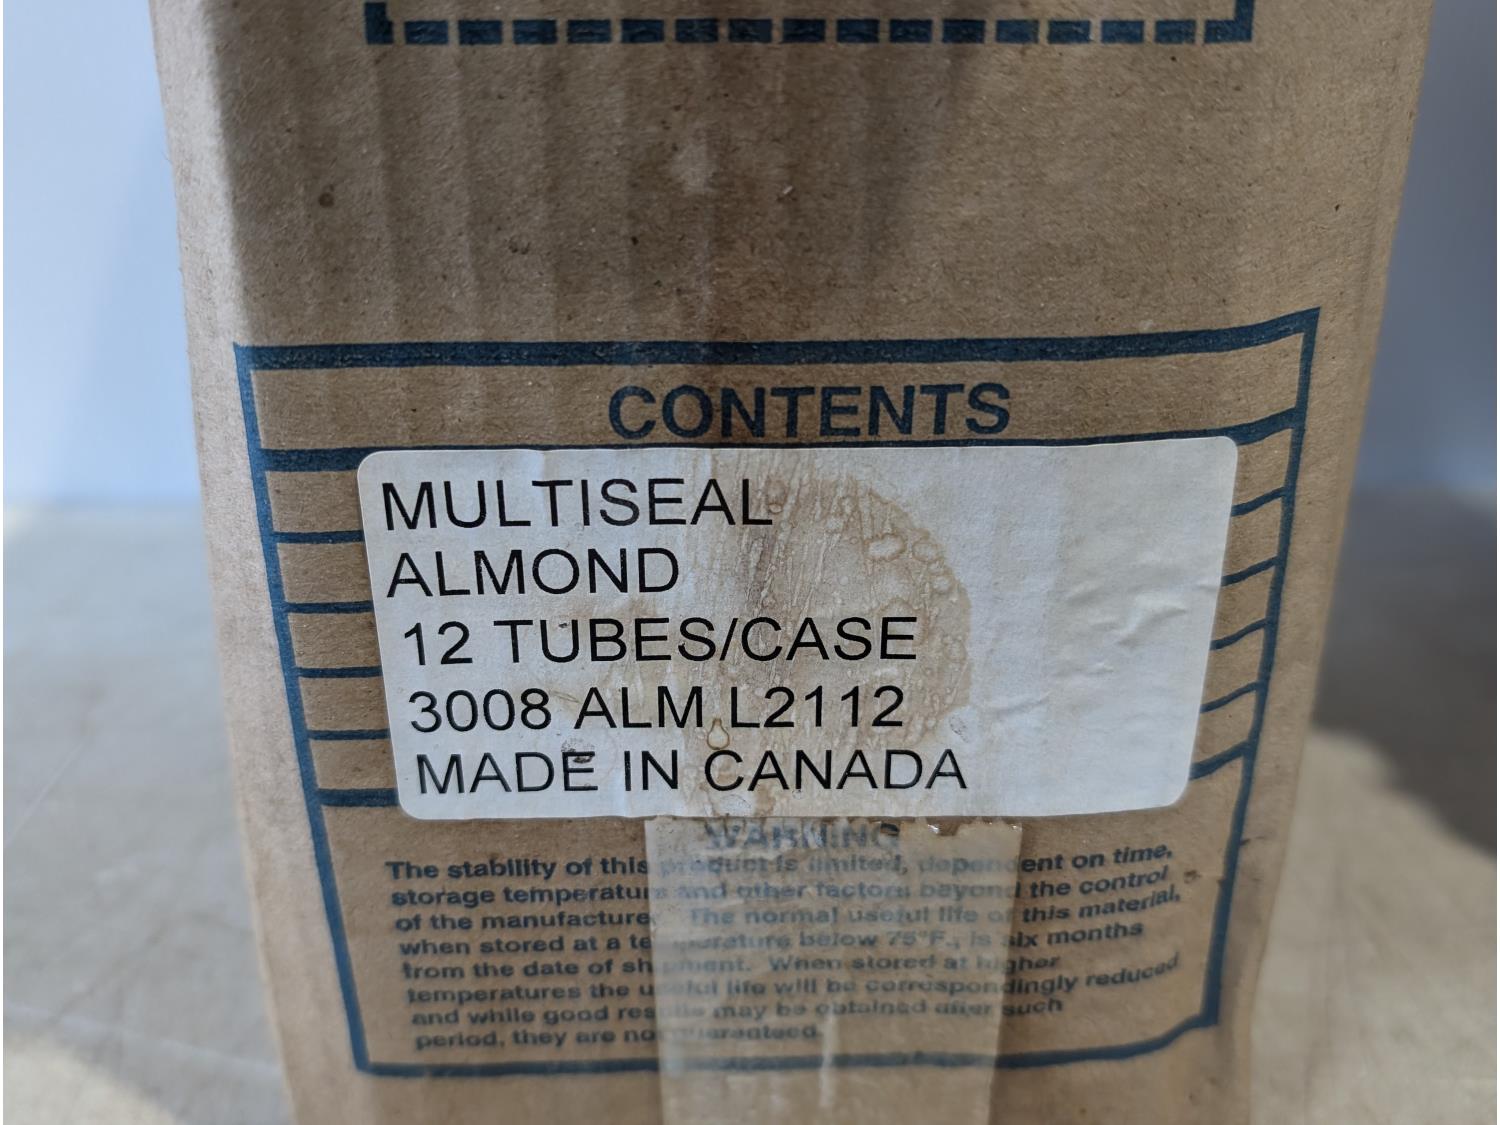 CONTENTS
MULTISEAL
ALMOND
12 TUBES/CASE
3008 ALM L2112
MADE IN CANADA
WARNING
The stability of this product is limited, dependent on time,
storage temperature and other factors beyond the control
of the manufacturer. The normal useful life of this material,
when stored at a temperature below 75°F., is six months
from the date of shipment. When stored at higher
temperatures the useful life will be correspondingly reduced
and while good results may be obtained after such
period, they are not guaranteed.